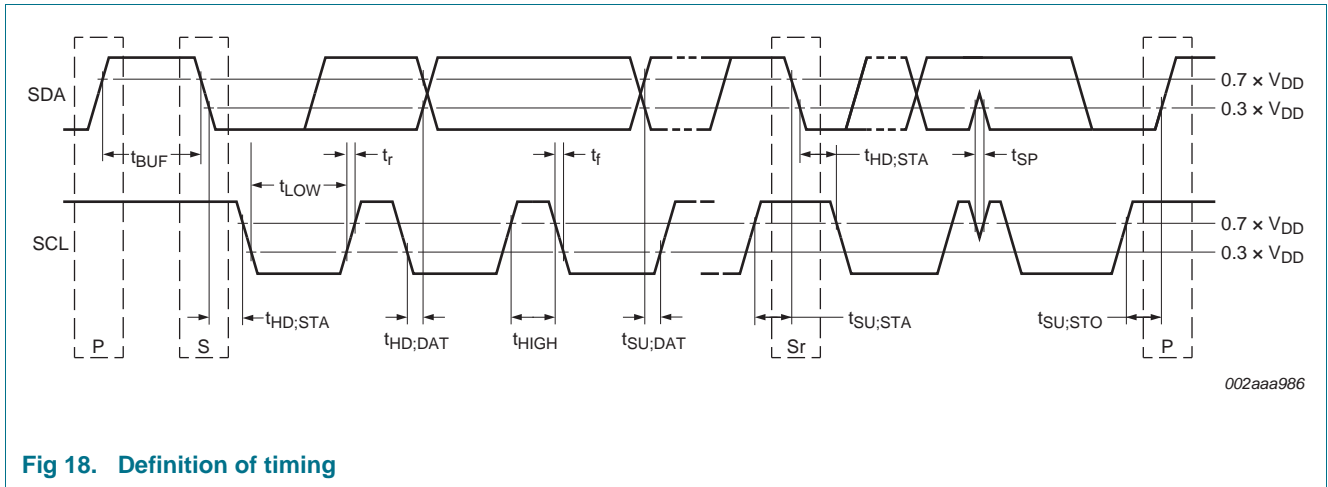 SDA
0.7 × VDD
0.3 × VDD
tBUF
tLOW
tr
tf
tHD;STA
tSP
SCL
0.7 × VDD
0.3 × VDD
tHD;STA
tHD;DAT
tHIGH
tSU;DAT
tSU;STA
tSU;STO
P
S
Sr
P
002aaa986
Fig 18. Definition of timing